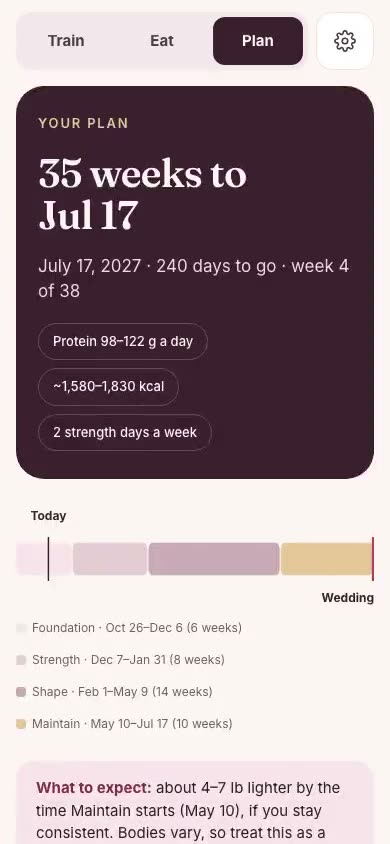 Train Eat Plan
YOUR PLAN
35 weeks to
Jul 17
July 17, 2027 · 240 days to go · week 4
of 38
Protein 98–122 g a day
~1,580–1,830 kcal
2 strength days a week
Today
Wedding
Foundation · Oct 26–Dec 6 (6 weeks)
Strength · Dec 7–Jan 31 (8 weeks)
Shape · Feb 1–May 9 (14 weeks)
Maintain · May 10–Jul 17 (10 weeks)
What to expect: about 4–7 lb lighter by the
time Maintain starts (May 10), if you stay
consistent. Bodies vary, so treat this as a